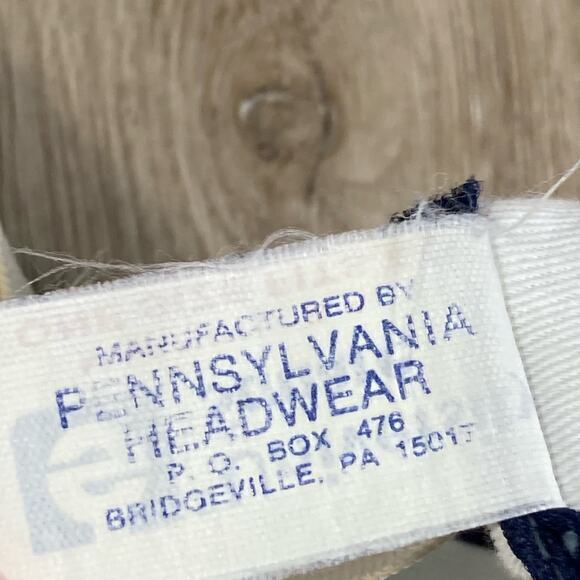 MANUFACTURED BY
PENNSYLVANIA
HEADWEAR
P. O. BOX 476
BRIDGEVILLE, PA 15017